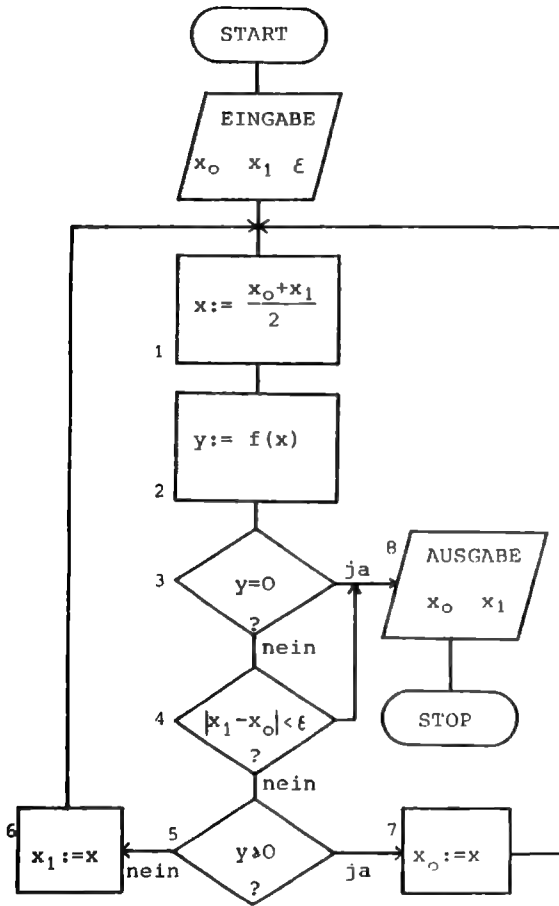 START
EINGABE
x₀ x₁ ε
x:= x₀+x₁
2
1
y:= f(x)
2
3
y=0
?
ja
nein
8
AUSGABE
x₀ x₁
STOP
4
|x₁-x₀|<ε
?
nein
6
x₁:=x
nein
5
?
ja
7
x₀:=x